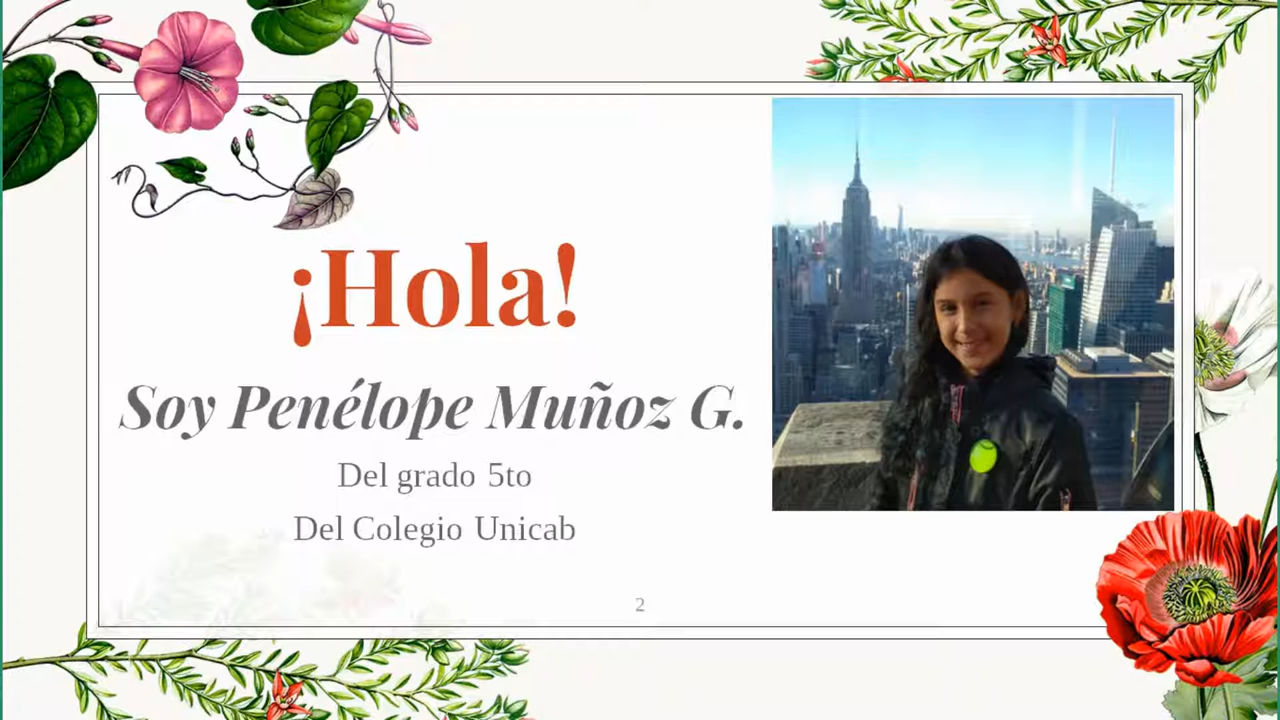 ¡Hola!
Soy Penélope Muñoz G.
Del grado 5to
Del Colegio Unicab
2